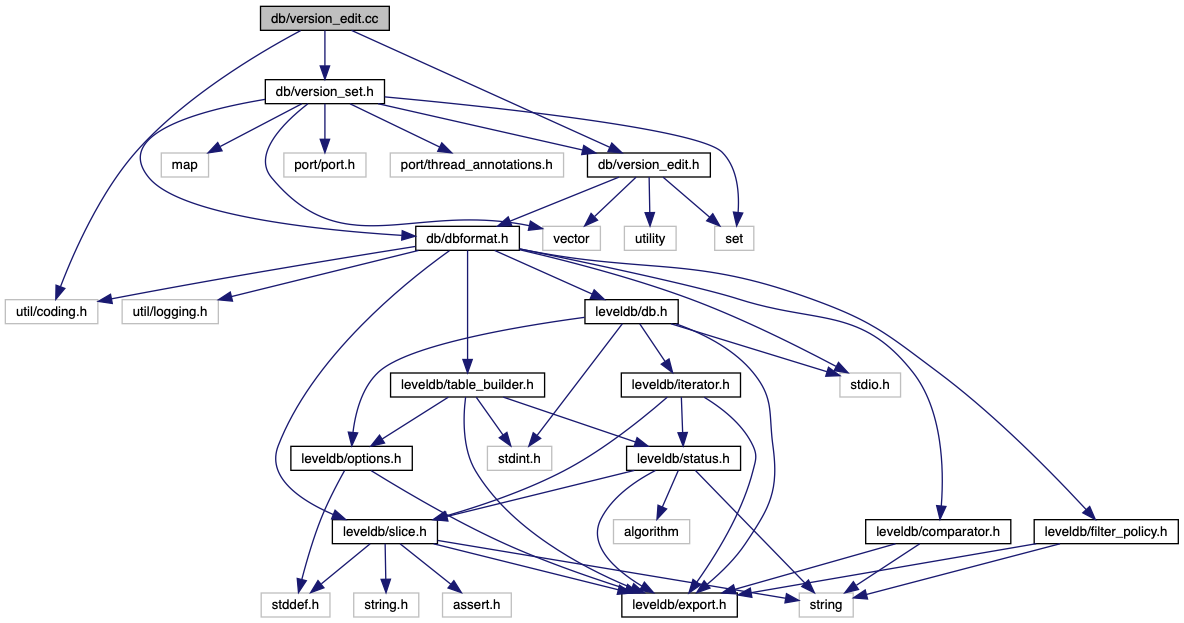 db/version_edit.cc
db/version_set.h
map
port/port.h
port/thread_annotations.h
db/version_edit.h
db/dbformat.h
vector
utility
set
util/coding.h
util/logging.h
leveldb/db.h
leveldb/table_builder.h
leveldb/iterator.h
stdio.h
leveldb/options.h
stdint.h
leveldb/status.h
leveldb/slice.h
algorithm
leveldb/comparator.h
leveldb/filter_policy.h
stddef.h
string.h
assert.h
leveldb/export.h
string